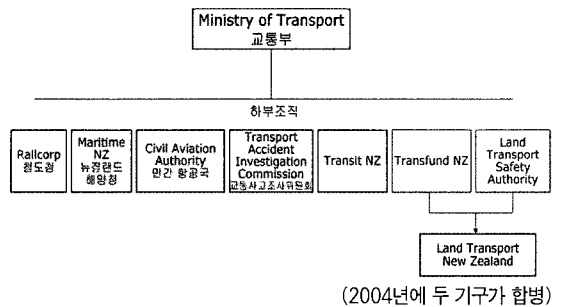 Ministry of Transport
교통부
하부조직
Railcorp
철도청
Maritime
NZ
뉴질랜드
해양청
Civil Aviation
Authority
민간 항공국
Transport
Accident
Investigation
Commission
교통사고조사위원회
Transit NZ
Transfund NZ
Land
Transport
Safety
Authority
Land Transport
New Zealand
(2004년에 두 기구가 합병)